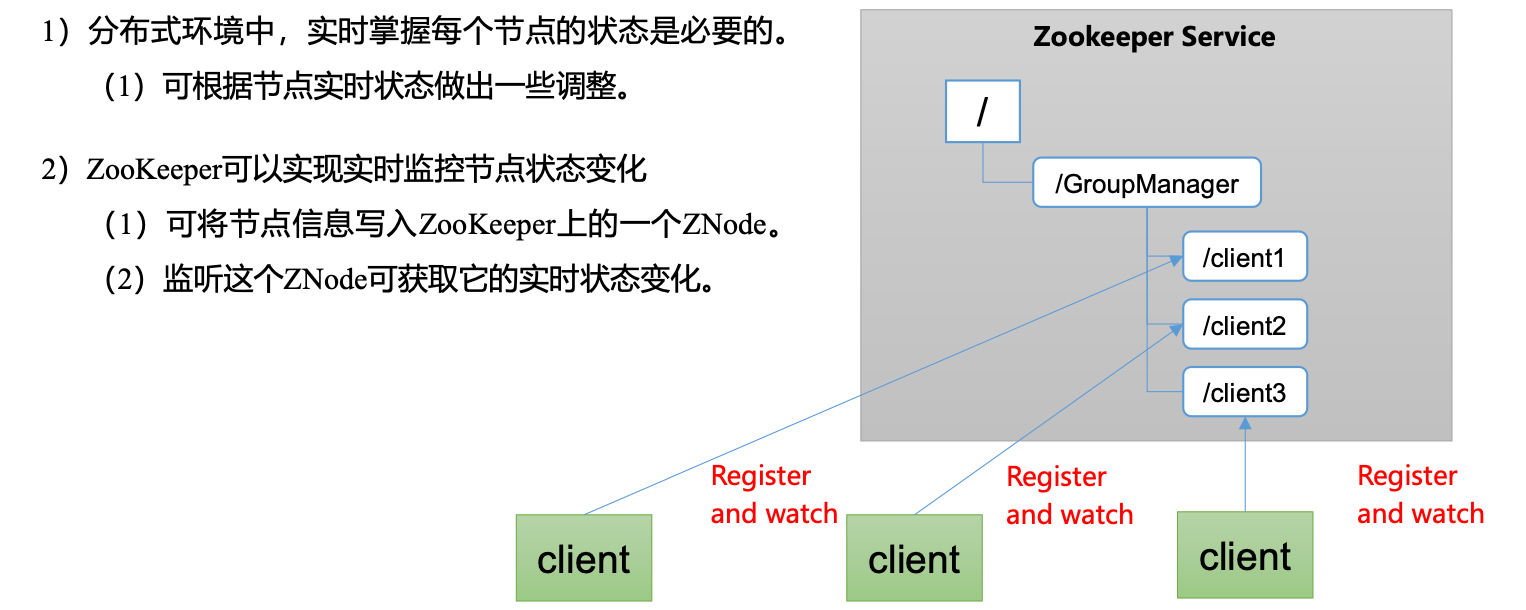 1）分布式环境中，实时掌握每个节点的状态是必要的。
（1）可根据节点实时状态做出一些调整。
2）ZooKeeper可以实现实时监控节点状态变化
（1）可将节点信息写入ZooKeeper上的一个ZNode。
（2）监听这个ZNode可获取它的实时状态变化。
Zookeeper Service
/
/GroupManager
/client1
/client2
/client3
Register
and watch
Register
and watch
Register
and watch
client
client
client